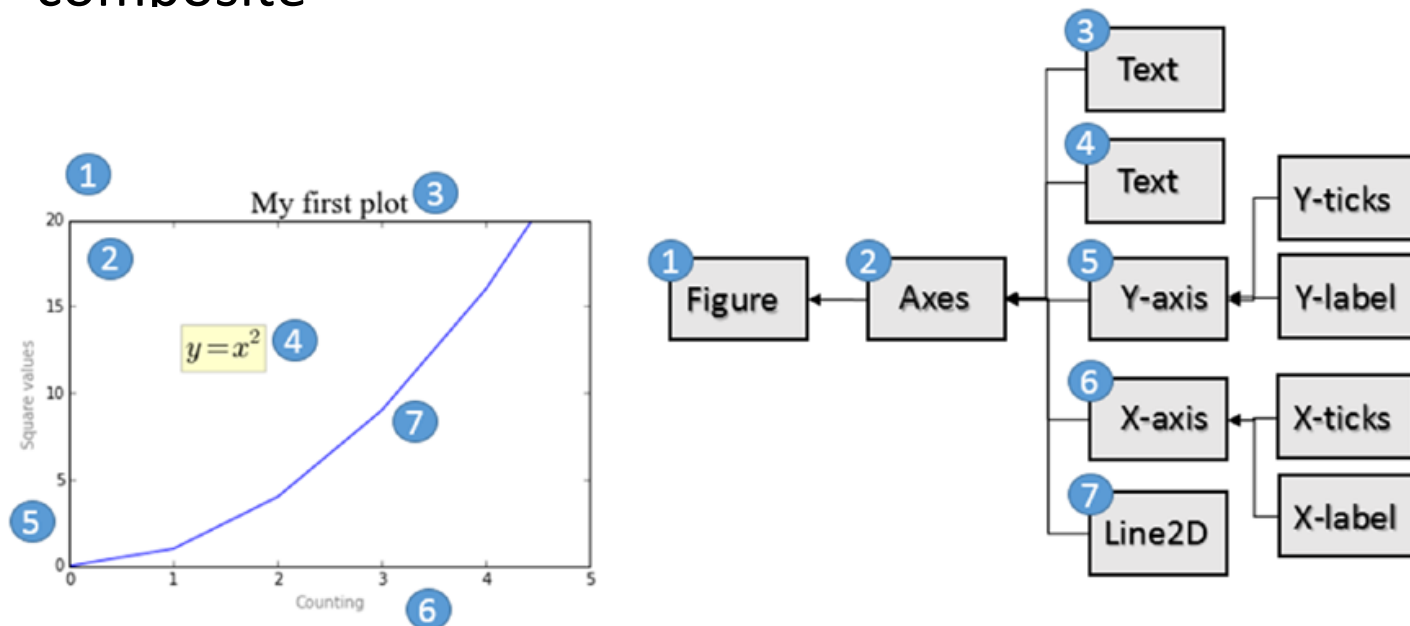 composite
1
My first plot 3
20
2
15
y=x²
4
10
7
Square values
5
5
0
0 1 2 3 4 5
Counting
6
3
Text
4
Text
1
Figure
2
Axes
5
Y-axis
Y-ticks
Y-label
6
X-axis
X-ticks
X-label
7
Line2D